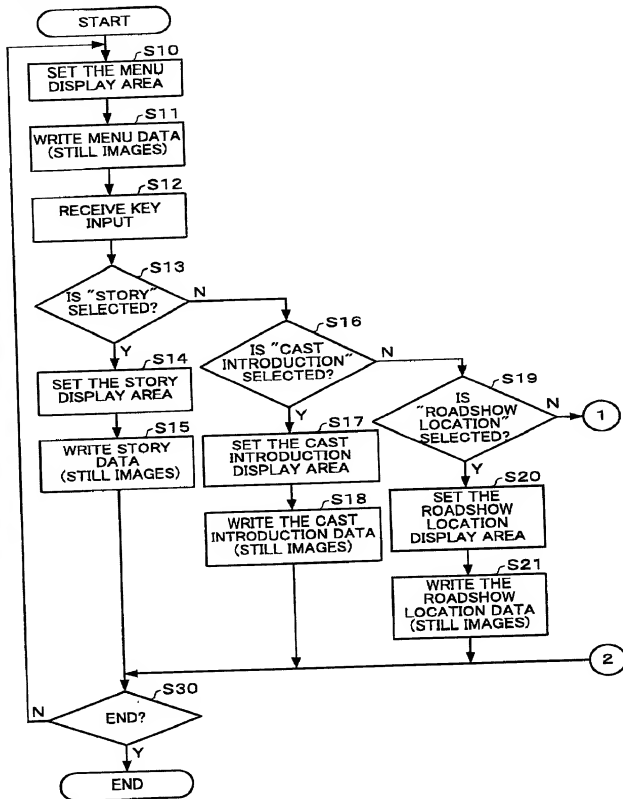 START
S10
SET THE MENU
DISPLAY AREA
S11
WRITE MENU DATA
(STILL IMAGES)
S12
RECEIVE KEY
INPUT
S13
IS "STORY"
SELECTED?
N
Y
S14
SET THE STORY
DISPLAY AREA
S15
WRITE STORY
DATA
(STILL IMAGES)
S16
IS "CAST
INTRODUCTION"
SELECTED?
N
Y
S17
SET THE CAST
INTRODUCTION
DISPLAY AREA
S18
WRITE THE CAST
INTRODUCTION DATA
(STILL IMAGES)
S19
IS
"ROADSHOW
LOCATION"
SELECTED?
N
1
Y
S20
SET THE
ROADSHOW
LOCATION
DISPLAY AREA
S21
WRITE THE
ROADSHOW
LOCATION DATA
(STILL IMAGES)
2
S30
END?
N
Y
END